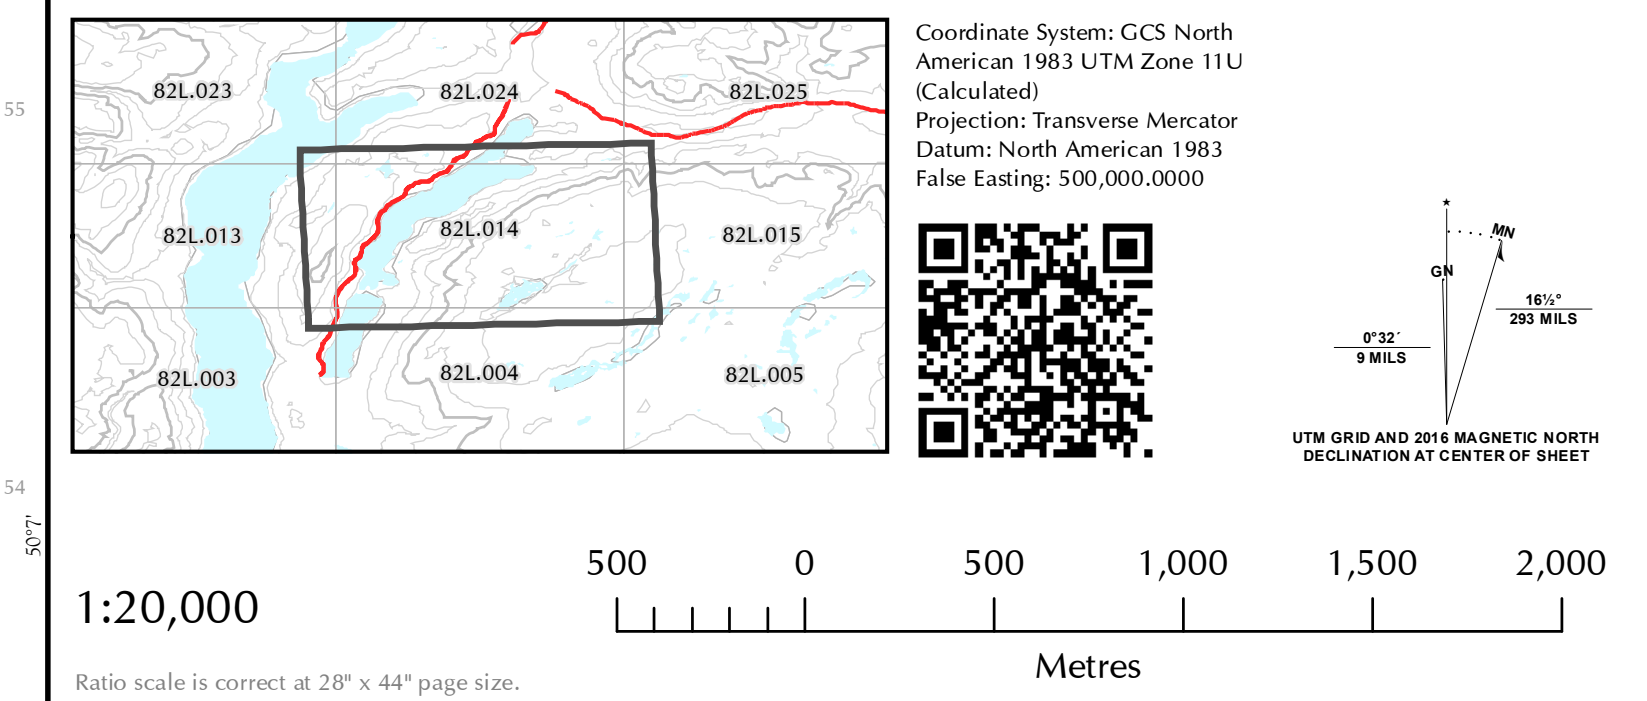 55
54
50°7'
82L.023
82L.024
82L.025
82L.013
82L.014
82L.015
82L.003
82L.004
82L.005
Coordinate System: GCS North
American 1983 UTM Zone 11U
(Calculated)
Projection: Transverse Mercator
Datum: North American 1983
False Easting: 500,000.0000
MN
GN
16½°
293 MILS
0°32´
9 MILS
UTM GRID AND 2016 MAGNETIC NORTH
DECLINATION AT CENTER OF SHEET
1:20,000
Ratio scale is correct at 28" x 44" page size.
500 0 500 1,000 1,500 2,000
Metres